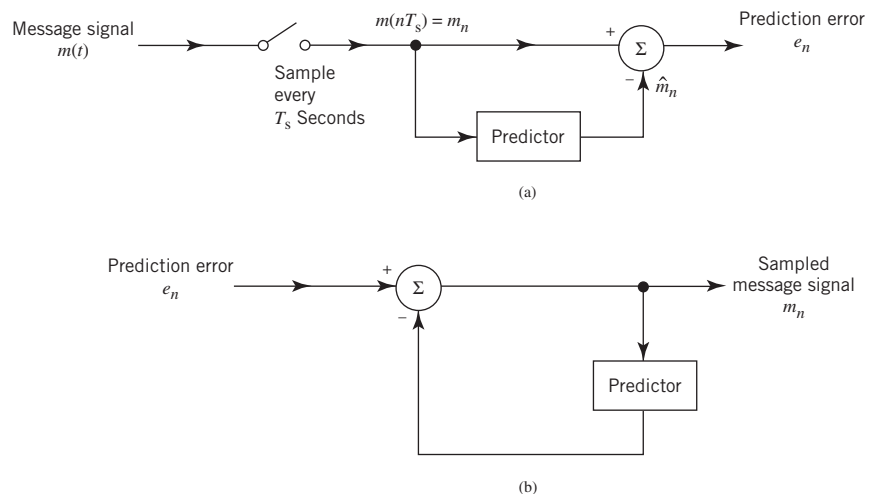 Message signal
m(t)
Sample
every
Tₛ Seconds
m(nTₛ) = mₙ
+
Σ
−
m̂ₙ
Prediction error
eₙ
Predictor
(a)
Prediction error
eₙ
+
Σ
−
Sampled
message signal
mₙ
Predictor
(b)